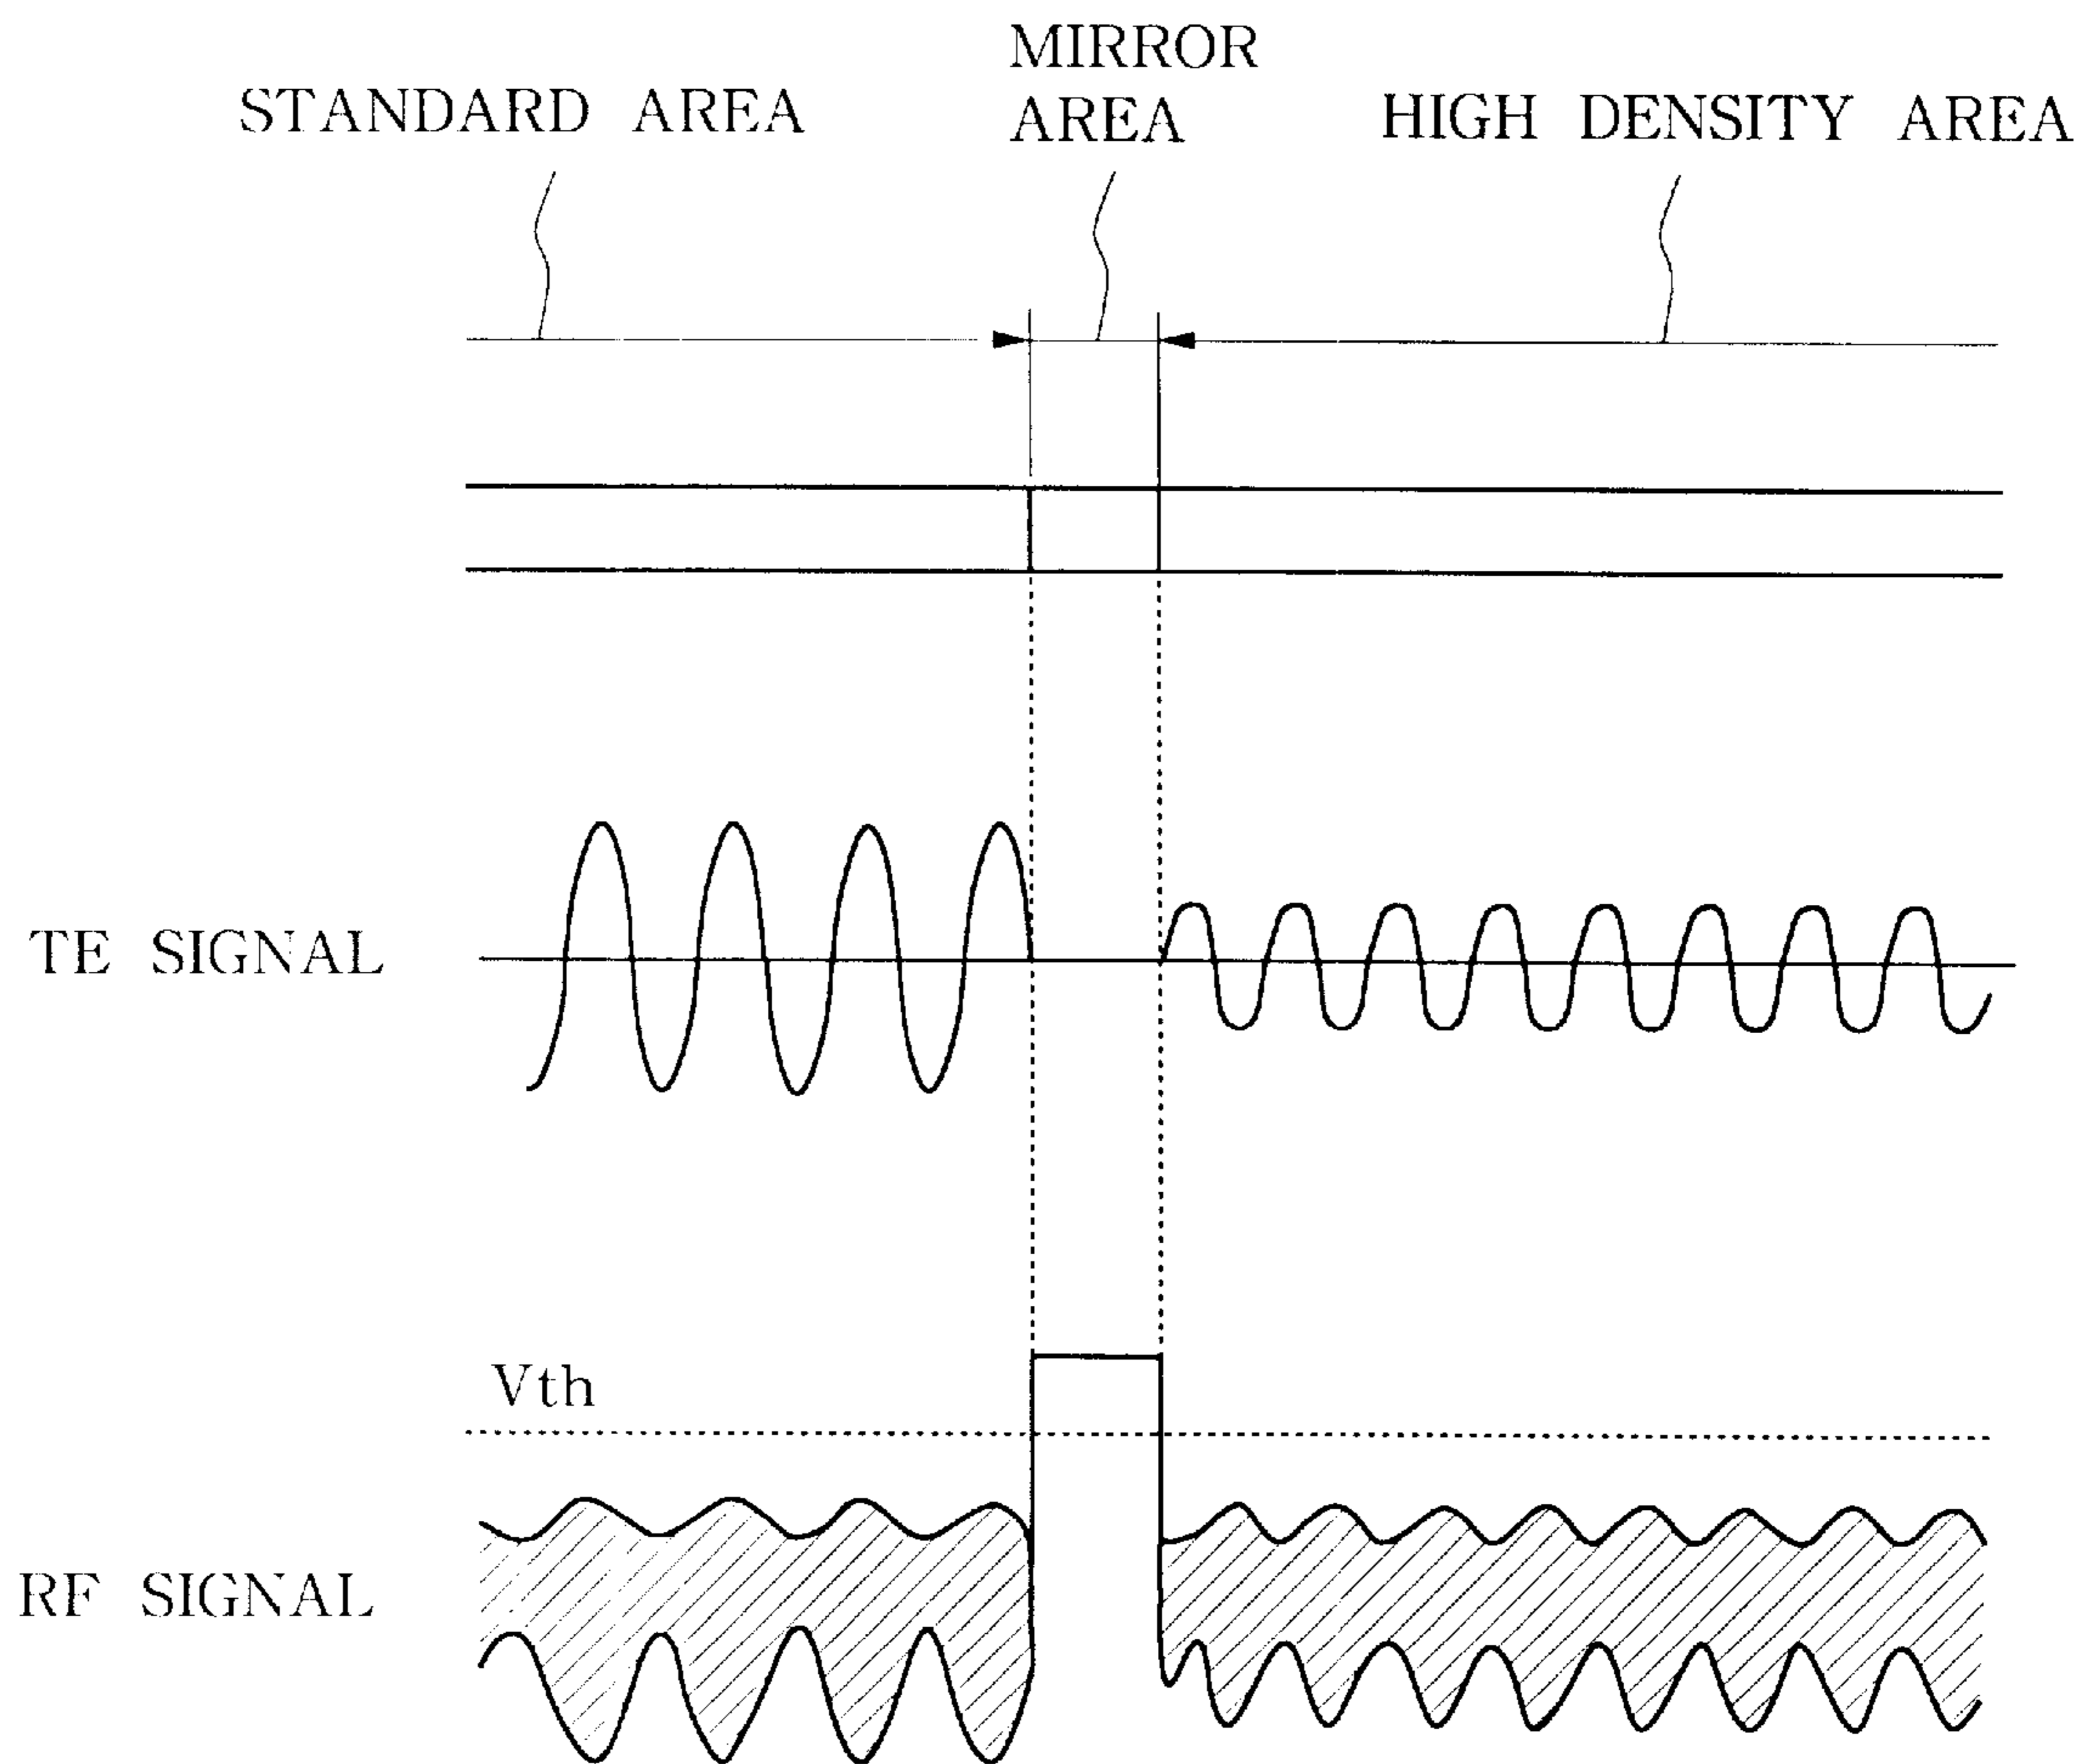 STANDARD AREA
MIRROR
AREA
HIGH DENSITY AREA
TE SIGNAL
Vth
RF SIGNAL